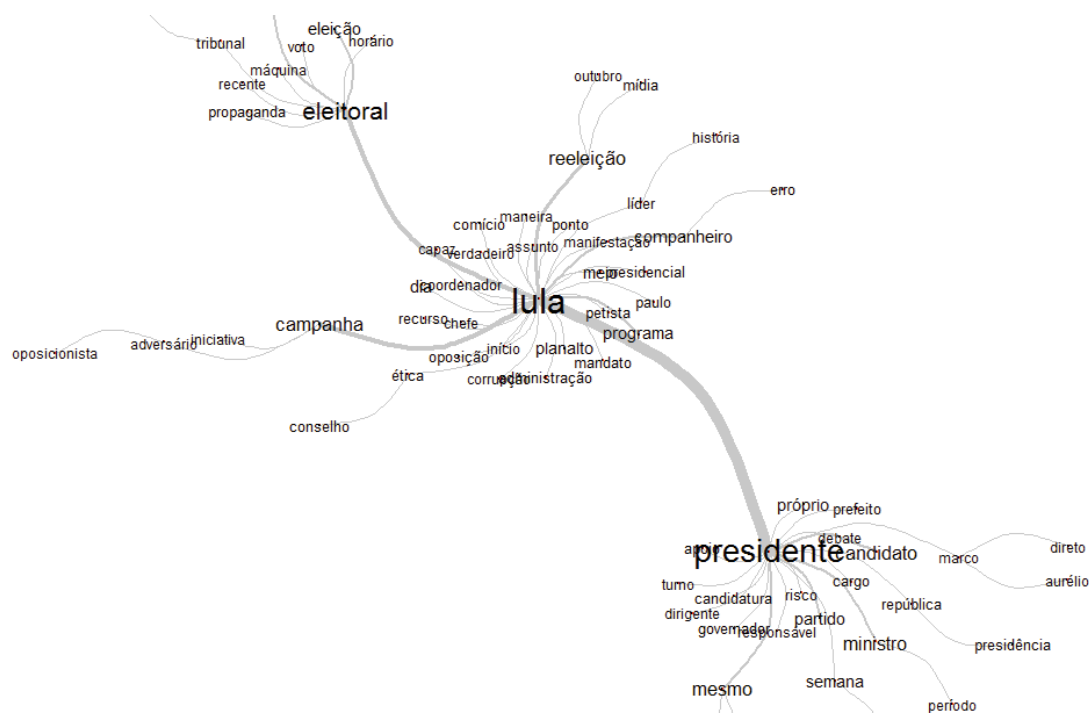 eleição
tribunal
voto
horário
máquina
recente
propaganda
eleitoral
outubro
mídia
reeleição
história
erro
líder
comício
maneira
ponto
companheiro
capaz
verdadeiro
assunto
manifestação
dia
coordenador
meio
presidencial
lula
paulo
petista
recurso
chefe
programa
campanha
iniciativa
adversário
oposicionista
oposição
início
planalto
mandato
ética
corrupção
administração
conselho
próprio
prefeito
debate
apoio
presidente
candidato
marco
direto
aurélio
turno
candidatura
risco
cargo
república
dirigente
governador
responsável
partido
ministro
presidência
mesmo
semana
período